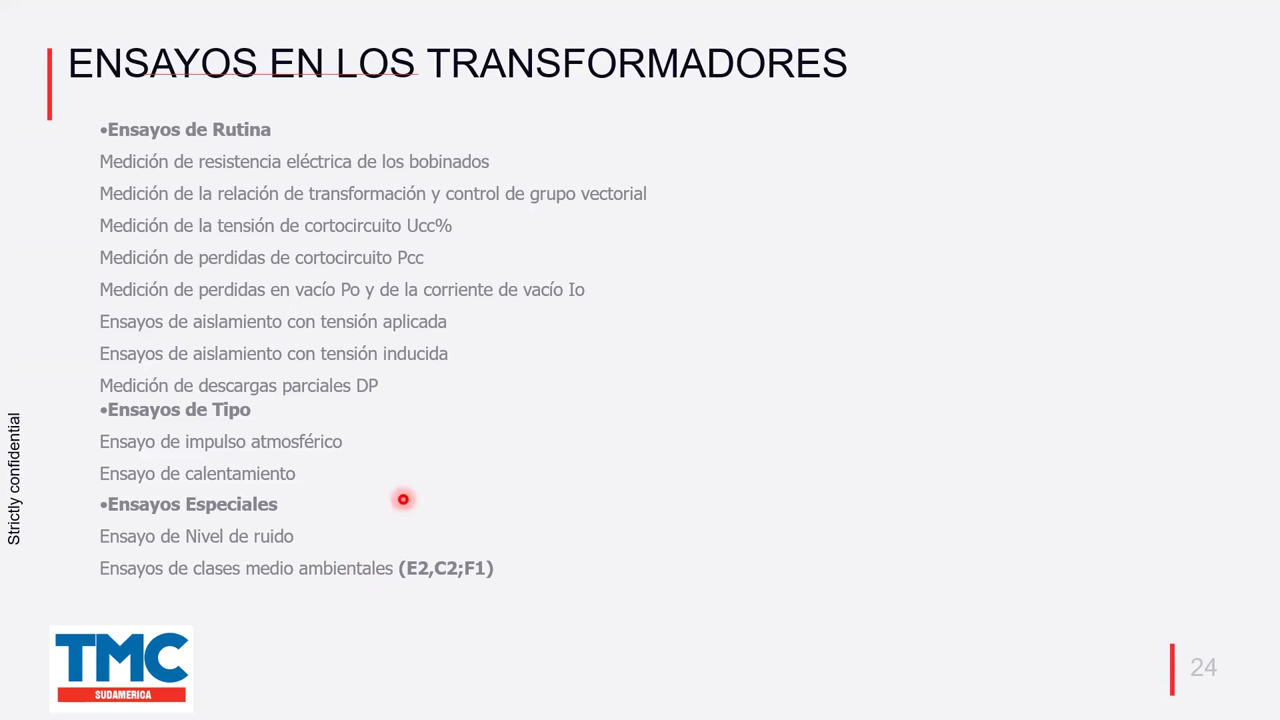 ENSAYOS EN LOS TRANSFORMADORES
•Ensayos de Rutina
Medición de resistencia eléctrica de los bobinados
Medición de la relación de transformación y control de grupo vectorial
Medición de la tensión de cortocircuito Ucc%
Medición de perdidas de cortocircuito Pcc
Medición de perdidas en vacío Po y de la corriente de vacío Io
Ensayos de aislamiento con tensión aplicada
Ensayos de aislamiento con tensión inducida
Medición de descargas parciales DP
•Ensayos de Tipo
Ensayo de impulso atmosférico
Ensayo de calentamiento
•Ensayos Especiales
Ensayo de Nivel de ruido
Ensayos de clases medio ambientales (E2,C2;F1)
Strictly confidential
TMC
SUDAMERICA
24